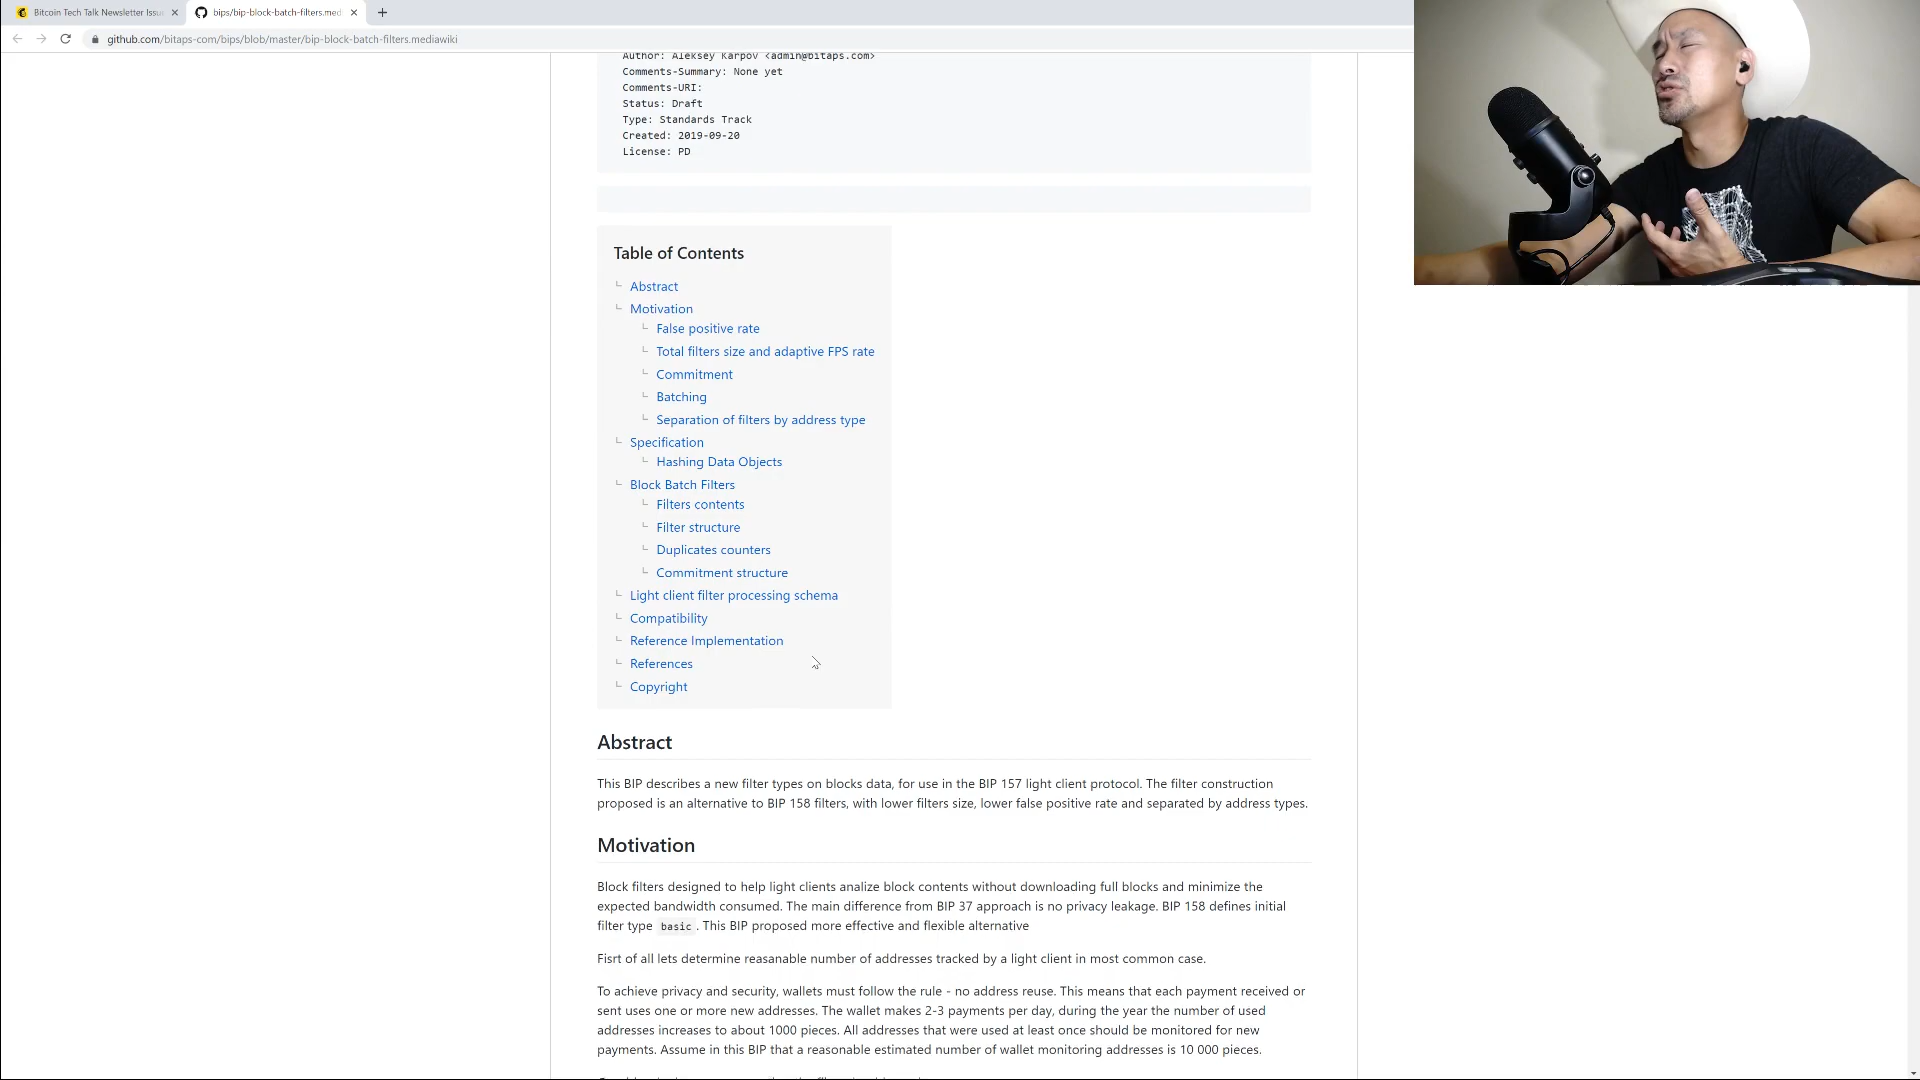 Bitcoin Tech Talk Newsletter Issu
bips/bip-block-batch-filters.med
github.com/bitaps-com/bips/blob/master/bip-block-batch-filters.mediawiki
Author: Aleksey Karpov <admin@bitaps.com>
Comments-Summary: None yet
Comments-URI:
Status: Draft
Type: Standards Track
Created: 2019-09-20
License: PD
Table of Contents
Abstract
Motivation
False positive rate
Total filters size and adaptive FPS rate
Commitment
Batching
Separation of filters by address type
Specification
Hashing Data Objects
Block Batch Filters
Filters contents
Filter structure
Duplicates counters
Commitment structure
Light client filter processing schema
Compatibility
Reference Implementation
References
Copyright
Abstract
This BIP describes a new filter types on blocks data, for use in the BIP 157 light client protocol. The filter construction
proposed is an alternative to BIP 158 filters, with lower filters size, lower false positive rate and separated by address types.
Motivation
Block filters designed to help light clients analize block contents without downloading full blocks and minimize the
expected bandwidth consumed. The main difference from BIP 37 approach is no privacy leakage. BIP 158 defines initial
filter type basic . This BIP proposed more effective and flexible alternative
Fisrt of all lets determine reasanable number of addresses tracked by a light client in most common case.
To achieve privacy and security, wallets must follow the rule - no address reuse. This means that each payment received or
sent uses one or more new addresses. The wallet makes 2-3 payments per day, during the year the number of used
addresses increases to about 1000 pieces. All addresses that were used at least once should be monitored for new
payments. Assume in this BIP that a reasonable estimated number of wallet monitoring addresses is 10 000 pieces.